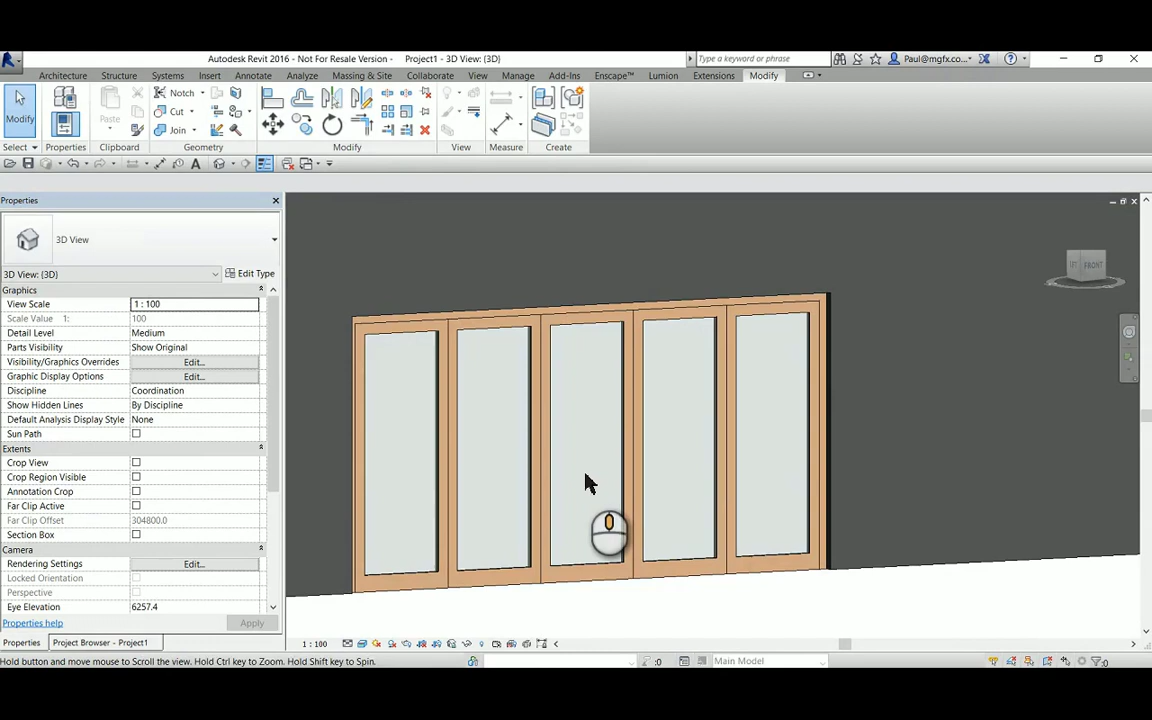 Autodesk Revit 2016 - Not For Resale Version - Project1 - 3D View: {3D}
Type a keyword or phrase
Paul@mgfx.co...
Architecture Structure Systems Insert Annotate Analyze Massing & Site Collaborate View Manage Add-Ins Enscape™ Lumion Extensions Modify
Modify
Paste
Notch
Cut
Join
Select Properties Clipboard Geometry Modify View Measure Create
Properties
3D View
3D View: {3D}
Edit Type
Graphics
View Scale 1 : 100
Scale Value 1: 100
Detail Level Medium
Parts Visibility Show Original
Visibility/Graphics Overrides Edit...
Graphic Display Options Edit...
Discipline Coordination
Show Hidden Lines By Discipline
Default Analysis Display Style None
Sun Path
Extents
Crop View
Crop Region Visible
Annotation Crop
Far Clip Active
Far Clip Offset 304800.0
Section Box
Camera
Rendering Settings Edit...
Locked Orientation
Perspective
Eye Elevation 6257.4
Properties help
Apply
Properties Project Browser - Project1
1 : 100
Hold button and move mouse to Scroll the view. Hold Ctrl key to Zoom. Hold Shift key to Spin.
:0
Main Model
:0
FRONT